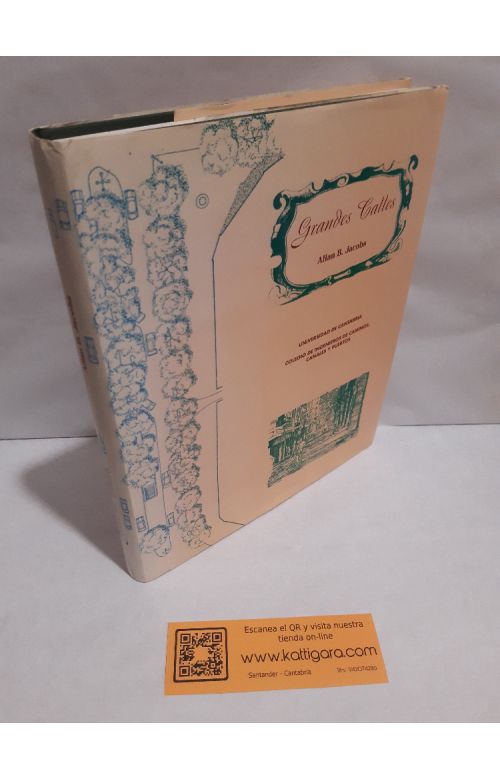 Grandes Calles
Allan B. Jacobs
UNIVERSIDAD DE CANTABRIA
COLEGIO DE INGENIEROS DE CAMINOS,
CANALES Y PUERTOS
Escanea el QR y visita nuestra
tienda on-line
www.kattigara.com
Santander - Cantabria